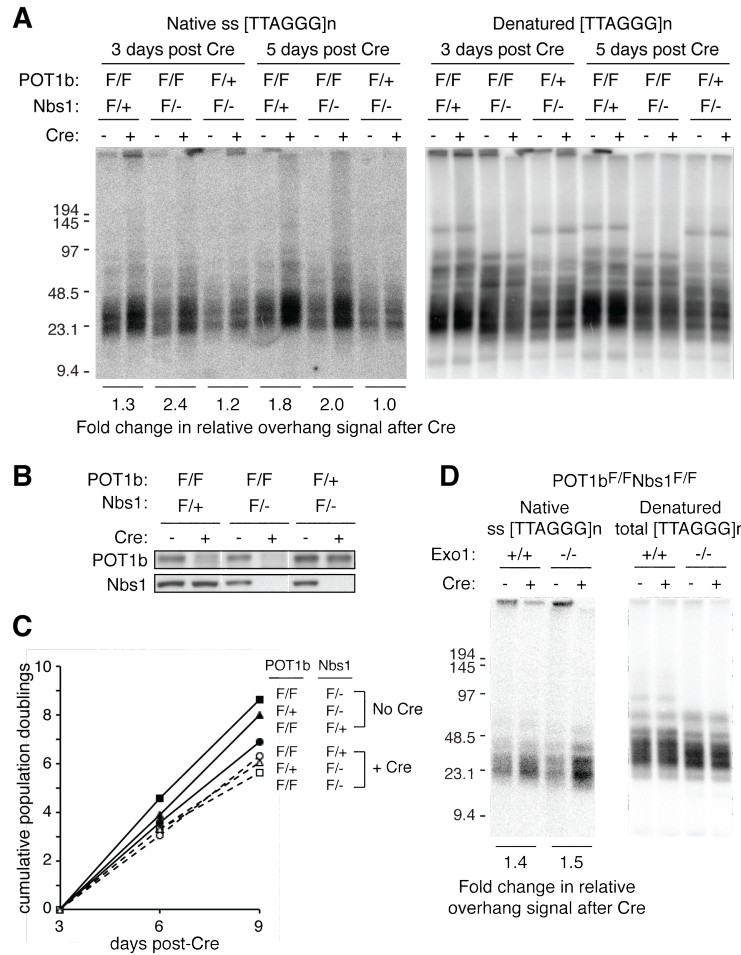 A
Native ss [TTAGGG]n Denatured [TTAGGG]n
3 days post Cre 5 days post Cre 3 days post Cre 5 days post Cre
POT1b: F/F F/F F/+ F/F F/F F/+ F/F F/F F/+ F/F F/F F/+
Nbs1: F/+ F/- F/- F/+ F/- F/- F/+ F/- F/- F/+ F/- F/-
Cre: - + - + - + - + - + - + - + - + - + - + - + - +
194
145
97
48.5
23.1
9.4
1.3 2.4 1.2 1.8 2.0 1.0
Fold change in relative overhang signal after Cre
B
POT1b: F/F F/F F/+
Nbs1: F/+ F/- F/-
Cre: - + - + - +
POT1b
Nbs1
C
cumulative population doublings
10
8
6
4
2
0
3 6 9
days post-Cre
POT1b Nbs1
F/F F/-
F/+ F/-
F/F F/+
No Cre
F/F F/+
F/+ F/-
F/F F/-
+ Cre
D
POT1bF/FNbs1F/F
Native Denatured
ss [TTAGGG]n total [TTAGGG]n
Exo1: +/+ -/- +/+ -/-
Cre: - + - + - + - +
194
145
97
48.5
23.1
9.4
1.4 1.5
Fold change in relative
overhang signal after Cre